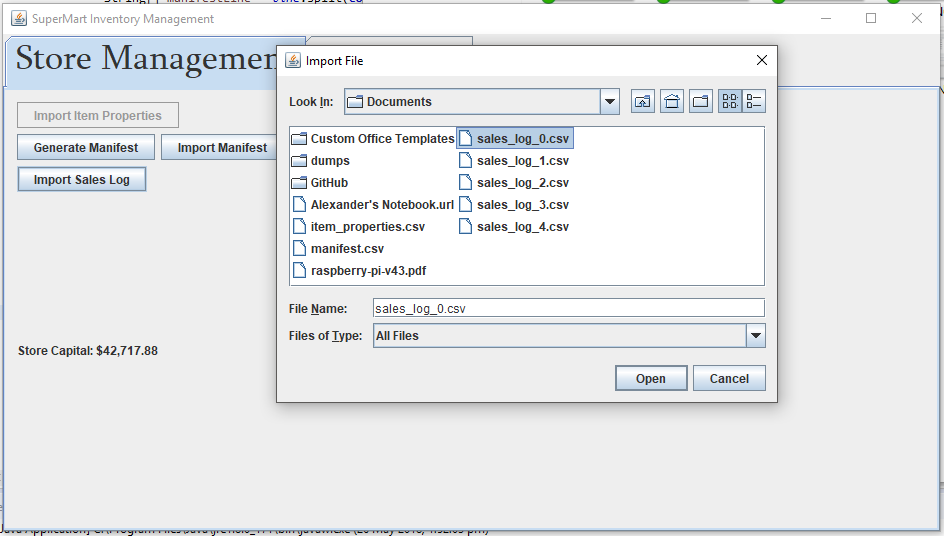 SuperMart Inventory Management
Store Management
Import Item Properties
Generate Manifest
Import Manifest
Import Sales Log
Store Capital: $42,717.88
Import File
Look In:
Documents
Custom Office Templates
dumps
GitHub
Alexander's Notebook.url
item_properties.csv
manifest.csv
raspberry-pi-v43.pdf
sales_log_0.csv
sales_log_1.csv
sales_log_2.csv
sales_log_3.csv
sales_log_4.csv
File Name:
sales_log_0.csv
Files of Type:
All Files
Open
Cancel